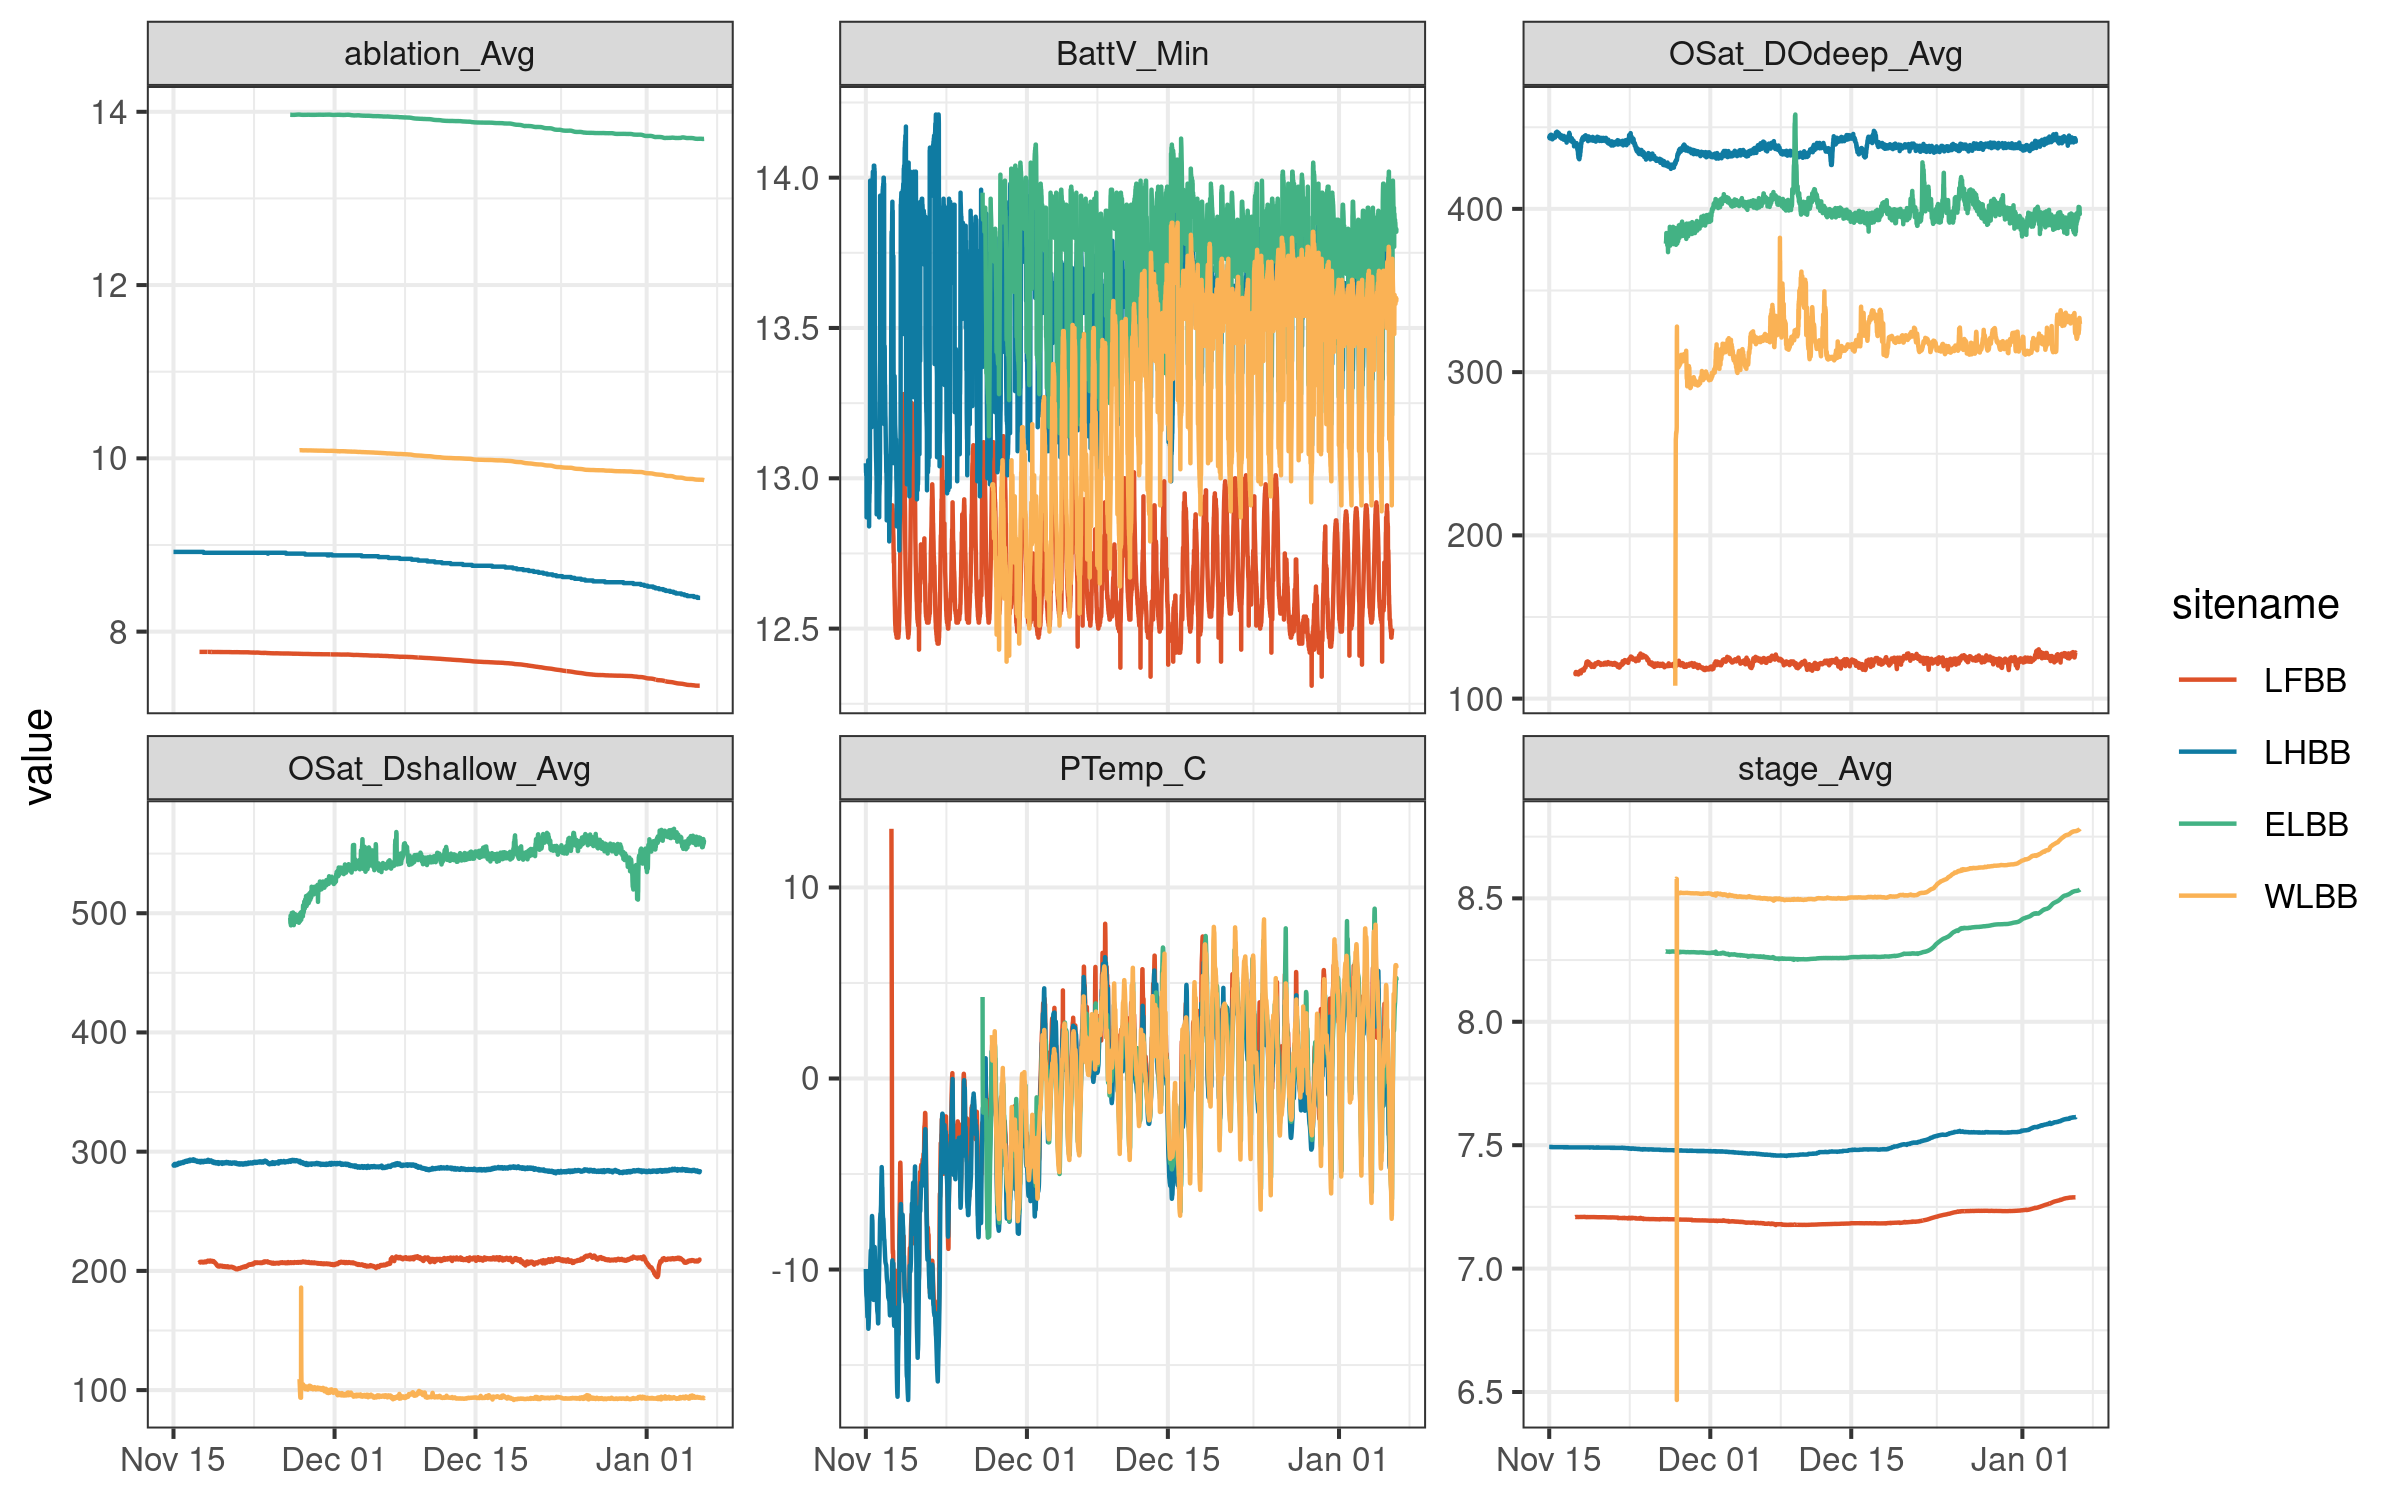 ablation_Avg
BattV_Min
OSat_DOdeep_Avg
14
12
10
8
14.0
13.5
13.0
12.5
400
300
200
100
OSat_Dshallow_Avg
PTemp_C
stage_Avg
500
400
300
200
100
10
0
-10
8.5
8.0
7.5
7.0
6.5
Nov 15
Dec 01
Dec 15
Jan 01
Nov 15
Dec 01
Dec 15
Jan 01
Nov 15
Dec 01
Dec 15
Jan 01
value
sitename
LFBB
LHBB
ELBB
WLBB